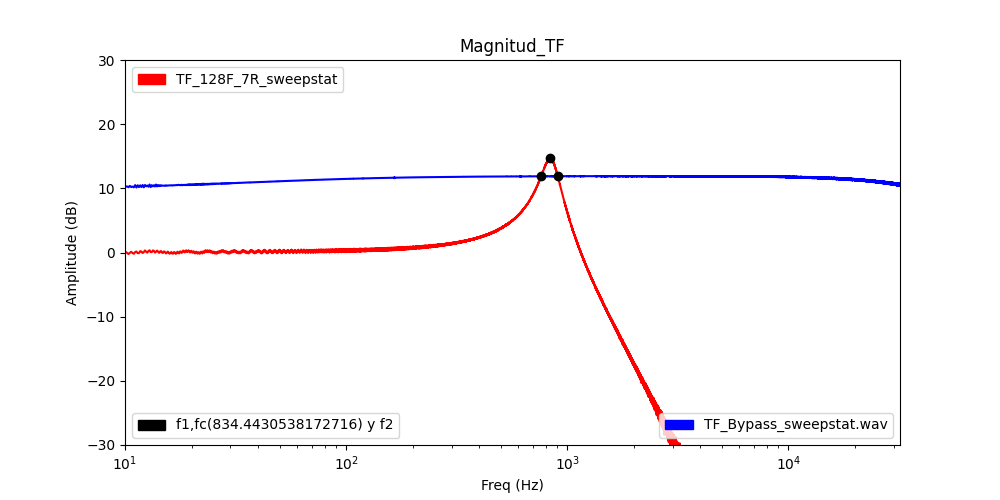 Magnitud_TF
TF_128F_7R_sweepstat
30
20
10
0
−10
−20
−30
Amplitude (dB)
f1,fc(834.4430538172716) y f2
TF_Bypass_sweepstat.wav
10¹ 10² 10³ 10⁴
Freq (Hz)